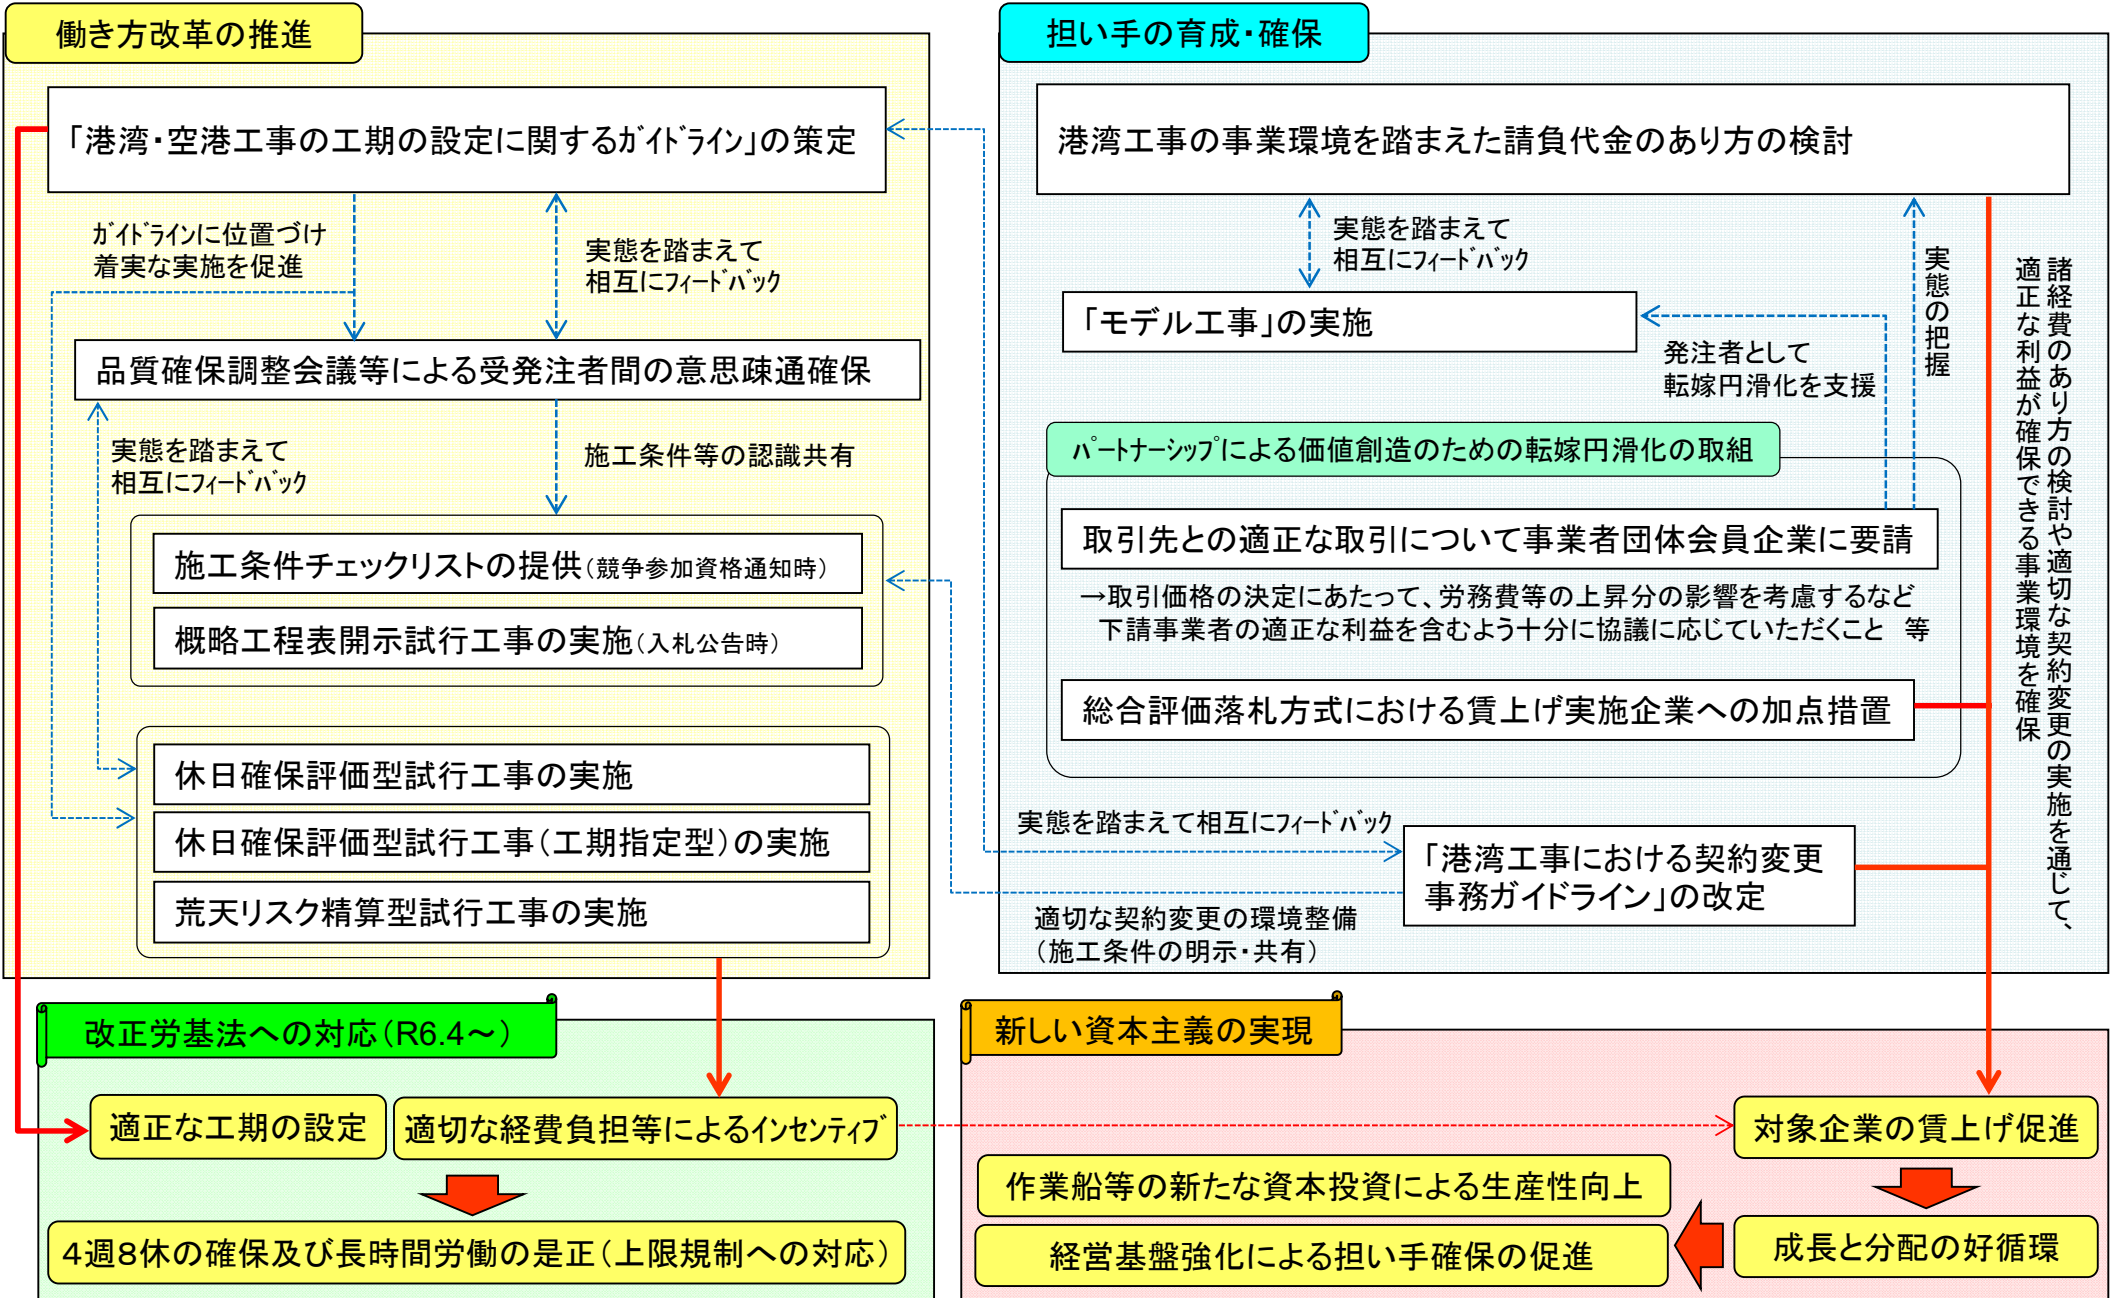 働き方改革の推進
「港湾・空港工事の工期の設定に関するｶﾞｲﾄﾞﾗｲﾝ」の策定
ｶﾞｲﾄﾞﾗｲﾝに位置づけ
着実な実施を促進
実態を踏まえて
相互にﾌｨｰﾄﾞﾊﾞｯｸ
品質確保調整会議等による受発注者間の意思疎通確保
実態を踏まえて
相互にﾌｨｰﾄﾞﾊﾞｯｸ
施工条件等の認識共有
施工条件チェックリストの提供（競争参加資格通知時）
概略工程表開示試行工事の実施（入札公告時）
休日確保評価型試行工事の実施
休日確保評価型試行工事（工期指定型）の実施
荒天リスク精算型試行工事の実施
担い手の育成・確保
港湾工事の事業環境を踏まえた請負代金のあり方の検討
実態を踏まえて
相互にﾌｨｰﾄﾞﾊﾞｯｸ
実態の把握
「モデル工事」の実施
発注者として
転嫁円滑化を支援
ﾊﾟｰﾄﾅｰｼｯﾌﾟによる価値創造のための転嫁円滑化の取組
取引先との適正な取引について事業者団体会員企業に要請
→取引価格の決定にあたって、労務費等の上昇分の影響を考慮するなど
下請事業者の適正な利益を含むよう十分に協議に応じていただくこと　等
総合評価落札方式における賃上げ実施企業への加点措置
諸経費のあり方の検討や適切な契約変更の実施を通じて、
適正な利益が確保できる事業環境を確保
実態を踏まえて相互にﾌｨｰﾄﾞﾊﾞｯｸ
「港湾工事における契約変更
事務ガイドライン」の改定
適切な契約変更の環境整備
（施工条件の明示・共有）
改正労基法への対応（R6.4～）
適正な工期の設定
適切な経費負担等によるｲﾝｾﾝﾃｨﾌﾞ
４週８休の確保及び長時間労働の是正（上限規制への対応）
新しい資本主義の実現
対象企業の賃上げ促進
作業船等の新たな資本投資による生産性向上
経営基盤強化による担い手確保の促進
成長と分配の好循環